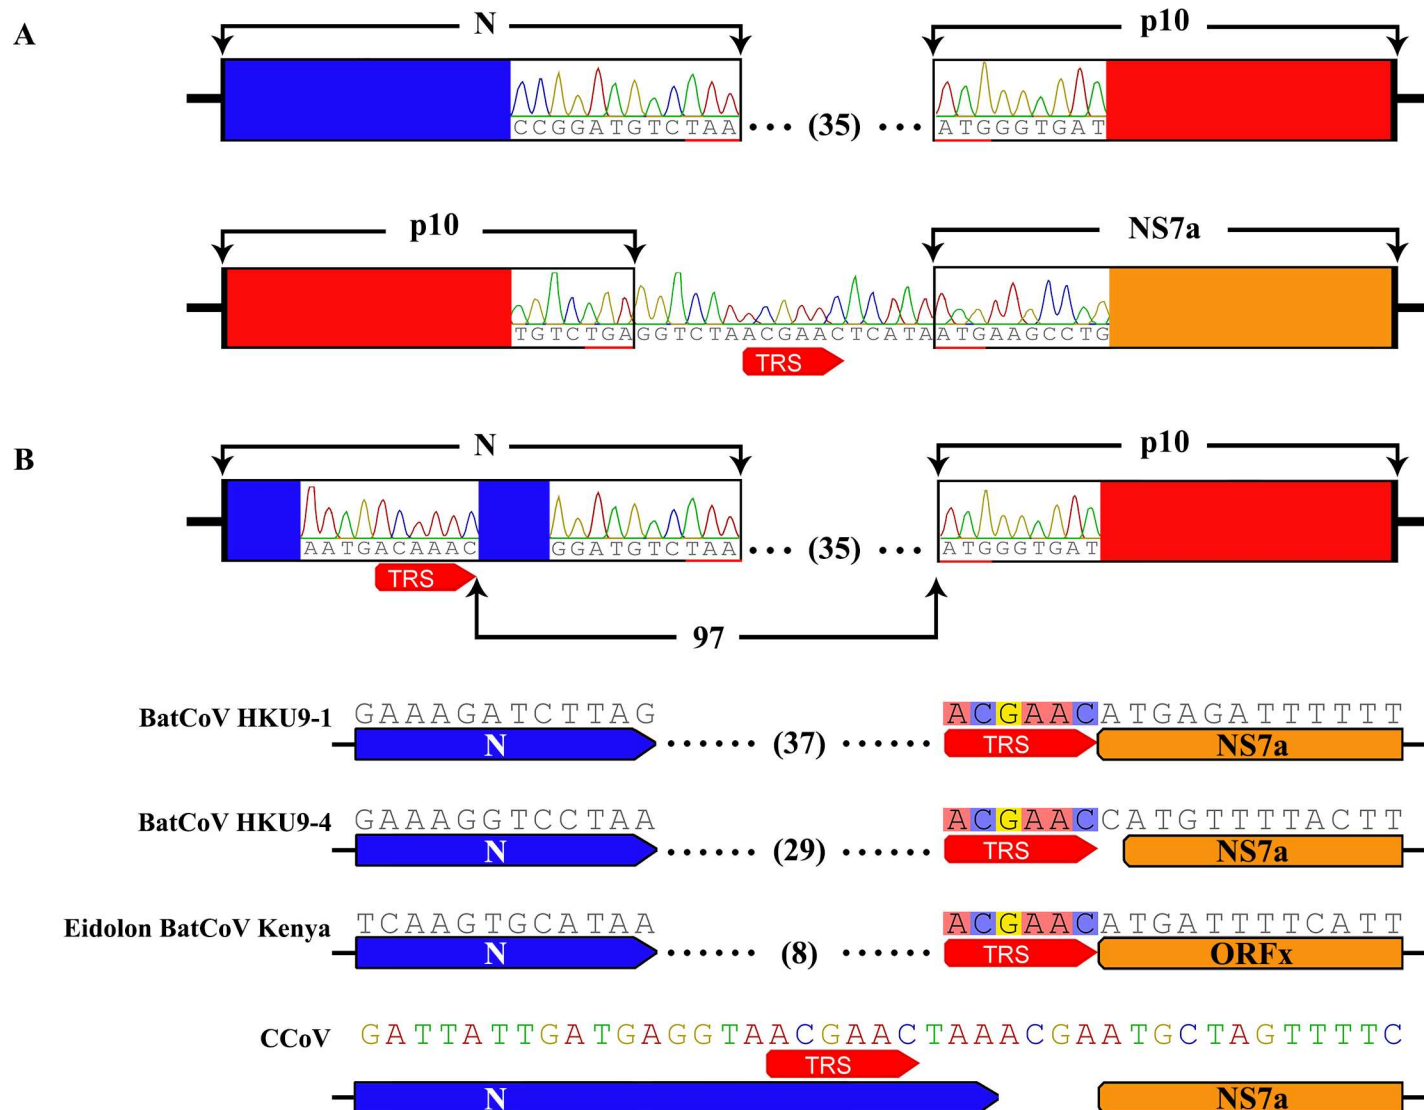 A
N
p10
CCGGATGTCTAA ··· (35) ··· ATGGGTGAT
p10
NS7a
TGTCTGAGGTCTAACGAACTCATAATGAAGCCTG
TRS
B
N
p10
AATGACAAAC GGATGTCTAA ··· (35) ··· ATGGGTGAT
TRS
97
BatCoV HKU9-1 GAAAGATCTTAG ACGAACATGAGATTTTTT
N ······ (37) ······ TRS NS7a
BatCoV HKU9-4 GAAAGGTCCTAA ACGAACCATGTTTTACTT
N ······ (29) ······ TRS NS7a
Eidolon BatCoV Kenya TCAAGTGCATAA ACGAACATGATTTTCATT
N ······ (8) ······ TRS ORFx
CCoV GATTATTGATGAGGTAACGAACTAAACGAATGCTAGTTTTC
TRS
N NS7a